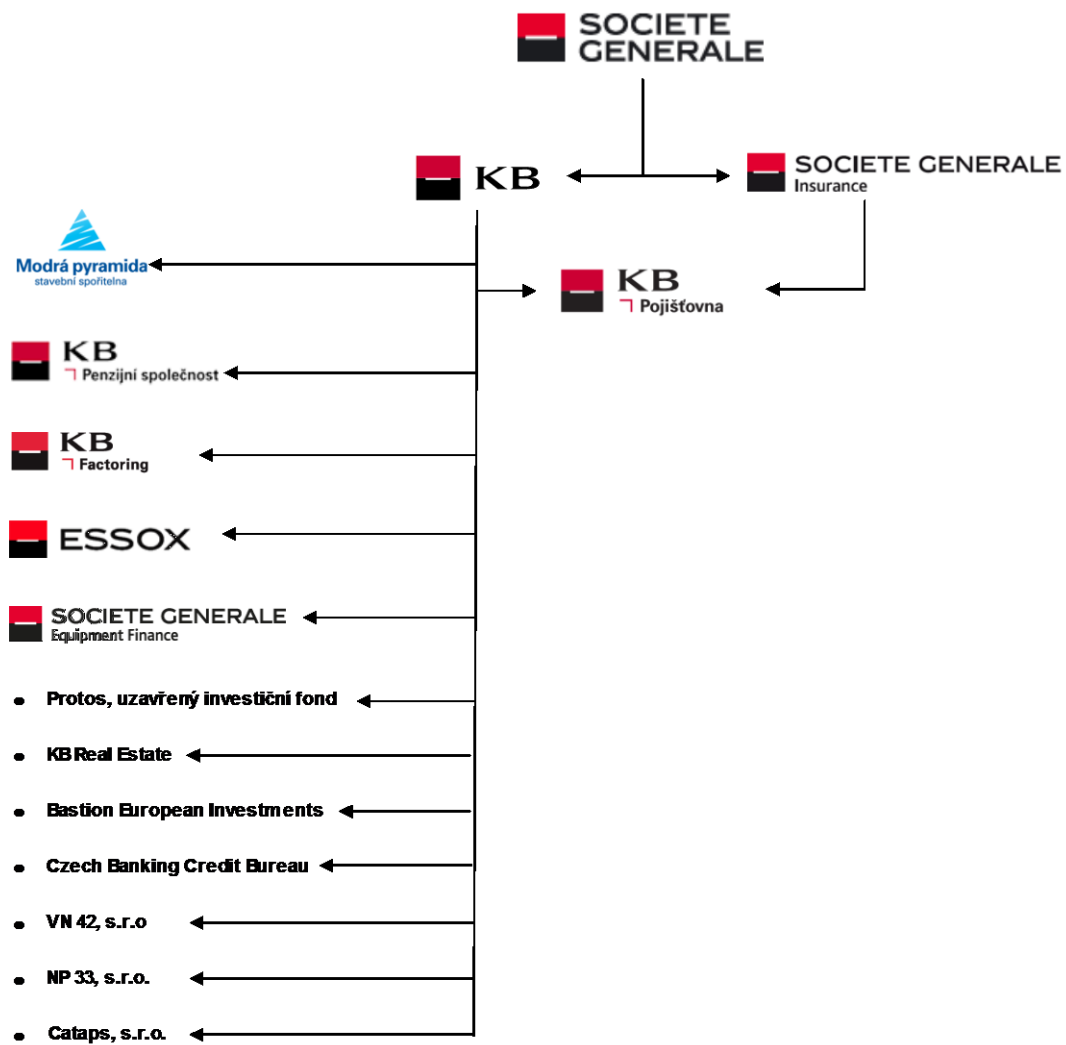 SOCIETE
GENERALE
KB
SOCIETE GENERALE
Insurance
Modrá pyramida
stavební spořitelna
KB
Pojišťovna
KB
Penzijní společnost
KB
Factoring
ESSOX
SOCIETE GENERALE
Equipment Finance
• Protos, uzavřený investiční fond
• KB Real Estate
• Bastion European Investments
• Czech Banking Credit Bureau
• VN 42, s.r.o
• NP 33, s.r.o.
• Cataps, s.r.o.